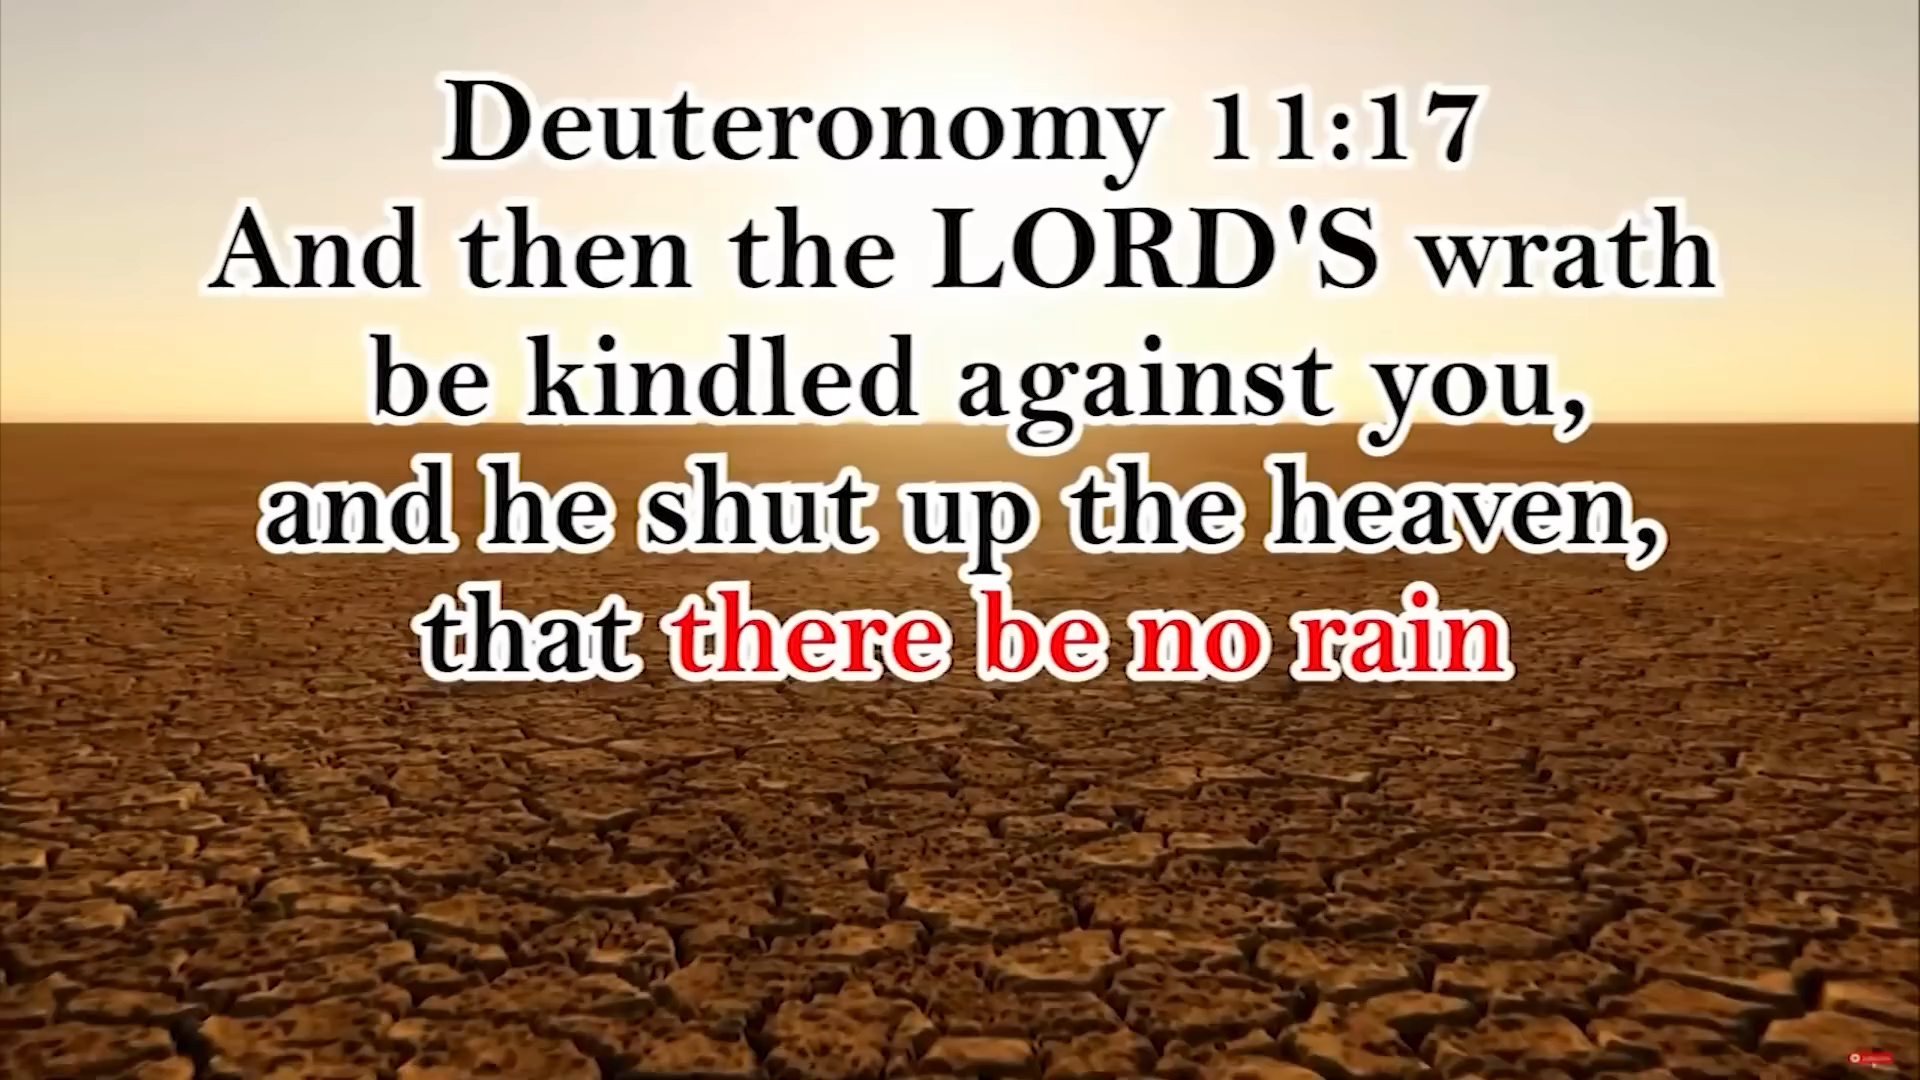 Deuteronomy 11:17
And then the LORD'S wrath
be kindled against you,
and he shut up the heaven,
that there be no rain